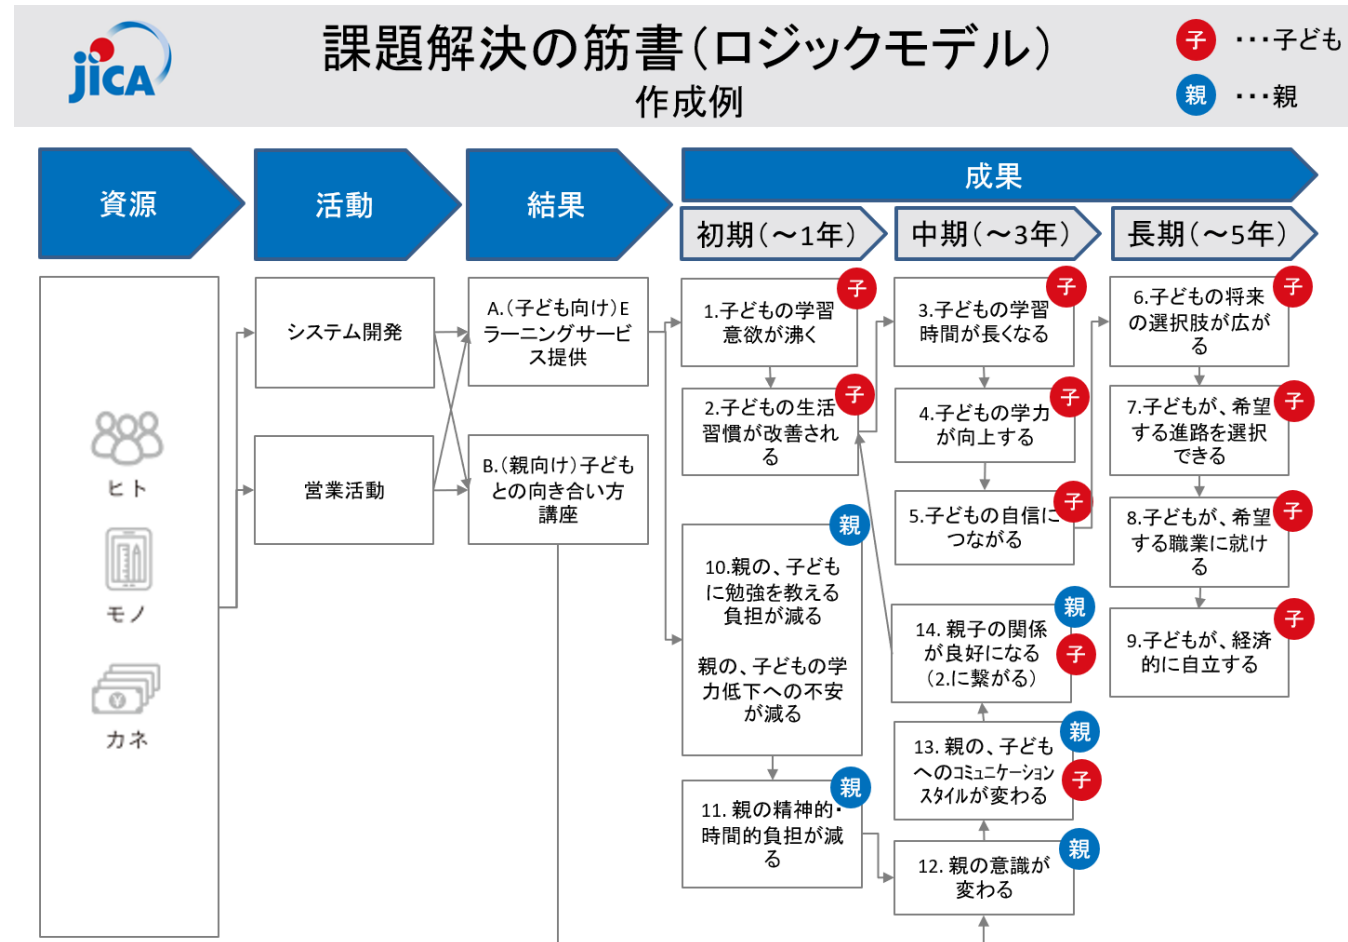 JICA
課題解決の筋書(ロジックモデル)
作成例
子 ・・・子ども
親 ・・・親
資源
活動
結果
成果
初期(～1年)
中期(～3年)
長期(～5年)
ヒト
モノ
カネ
システム開発
営業活動
A.(子ども向け)E
ラーニングサービ
ス提供
B.(親向け)子ども
との向き合い方
講座
子
1.子どもの学習
意欲が沸く
子
2.子どもの生活
習慣が改善され
る
親
10.親の、子ども
に勉強を教える
負担が減る
親の、子どもの学
力低下への不安
が減る
親
11. 親の精神的・
時間的負担が減
る
子
3.子どもの学習
時間が長くなる
子
4.子どもの学力
が向上する
子
5.子どもの自信に
つながる
親
子
14. 親子の関係
が良好になる
(2.に繋がる)
親
子
13. 親の、子ども
へのコミュニケーション
スタイルが変わる
親
12. 親の意識が
変わる
子
6.子どもの将来
の選択肢が広が
る
子
7.子どもが、希望
する進路を選択
できる
子
8.子どもが、希望
する職業に就け
る
子
9.子どもが、経済
的に自立する